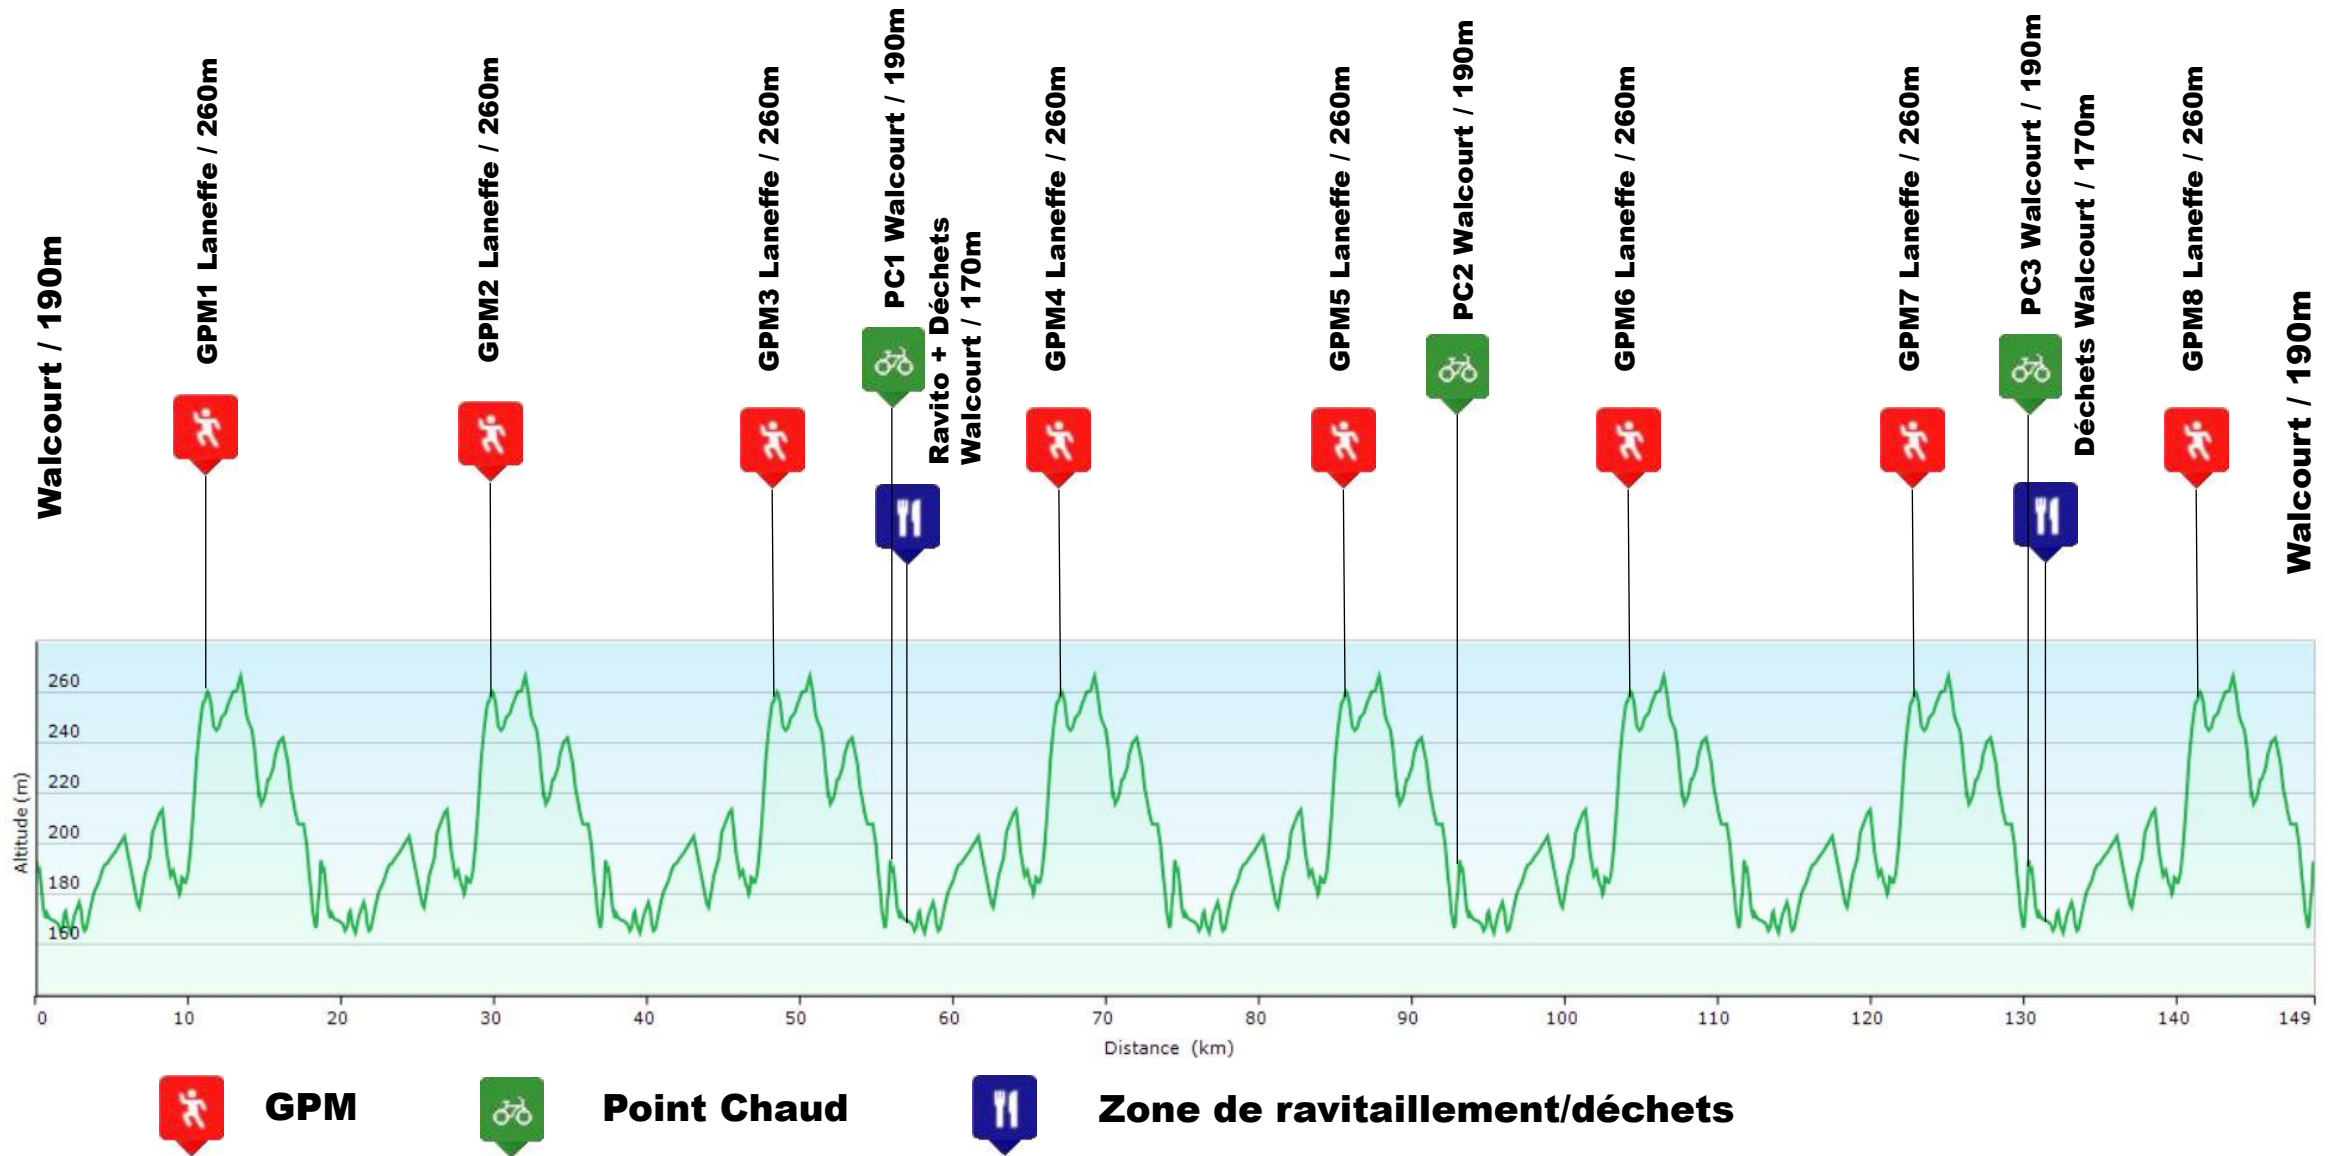 Walcourt / 190m
GPM1 Laneffe / 260m
GPM2 Laneffe / 260m
GPM3 Laneffe / 260m
PC1 Walcourt / 190m
Ravito + Déchets
Walcourt / 170m
GPM4 Laneffe / 260m
GPM5 Laneffe / 260m
PC2 Walcourt / 190m
GPM6 Laneffe / 260m
GPM7 Laneffe / 260m
PC3 Walcourt / 190m
Déchets Walcourt / 170m
GPM8 Laneffe / 260m
Walcourt / 190m
Altitude (m)
260
240
220
200
180
160
0 10 20 30 40 50 60 70 80 90 100 110 120 130 140 149
Distance (km)
GPM
Point Chaud
Zone de ravitaillement/déchets